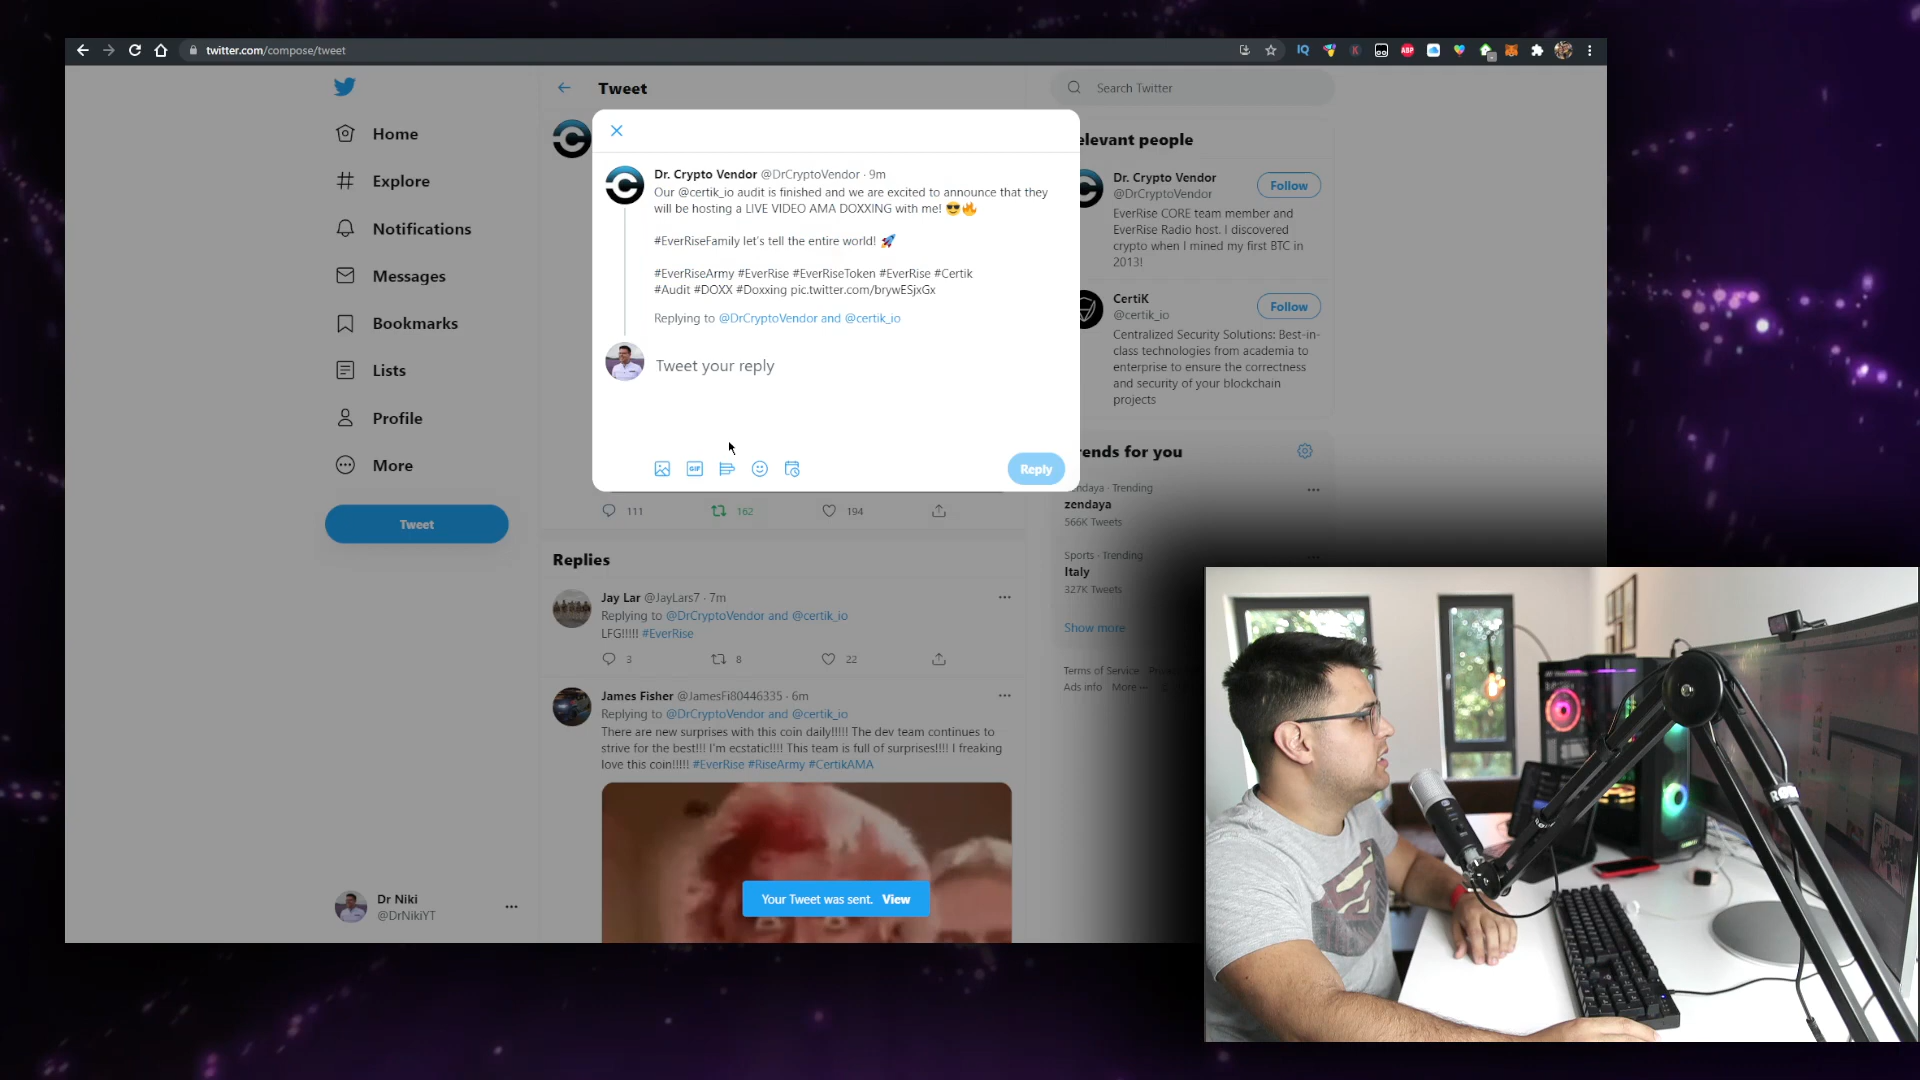 twitter.com/compose/tweet
Home
Explore
Notifications
Messages
Bookmarks
Lists
Profile
More
Tweet
Dr Niki
@DrNikiYT
Tweet
Dr. Crypto Vendor @DrCryptoVendor · 9m
Our @certik_io audit is finished and we are excited to announce that they
will be hosting a LIVE VIDEO AMA DOXXING with me! 😎🔥
#EverRiseFamily let's tell the entire world! 🚀
#EverRiseArmy #EverRise #EverRiseToken #EverRise #Certik
#Audit #DOXX #Doxxing pic.twitter.com/brywESjxGx
Replying to @DrCryptoVendor and @certik_io
Tweet your reply
GIF
Reply
111 162 194
Replies
Jay Lar @JayLars7 · 7m
Replying to @DrCryptoVendor and @certik_io
LFG!!!!! #EverRise
3 8 22
James Fisher @JamesFi80446335 · 6m
Replying to @DrCryptoVendor and @certik_io
There are new surprises with this coin daily!!!!! The dev team continues to
strive for the best!!! I'm ecstatic!!!! This team is full of surprises!!!! I freaking
love this coin!!!!! #EverRise #RiseArmy #CertikAMA
Your Tweet was sent. View
Search Twitter
elevant people
Dr. Crypto Vendor
@DrCryptoVendor
Follow
EverRise CORE team member and
EverRise Radio host. I discovered
crypto when I mined my first BTC in
2013!
CertiK
@certik_io
Follow
Centralized Security Solutions: Best-in-
class technologies from academia to
enterprise to ensure the correctness
and security of your blockchain
projects
ends for you
endaya · Trending
zendaya
566K Tweets
Sports · Trending
Italy
327K Tweets
Show more
Terms of Service
Ads info More
IQ
ABP